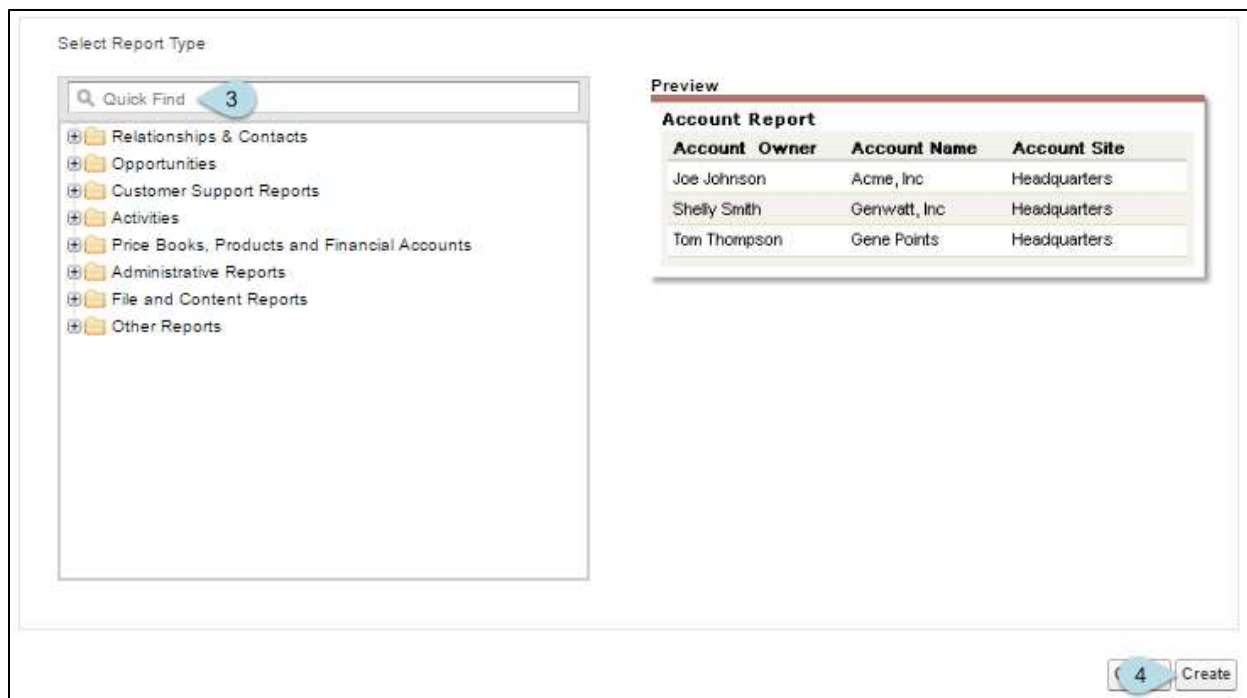 Select Report Type
Quick Find
3
Relationships & Contacts
Opportunities
Customer Support Reports
Activities
Price Books, Products and Financial Accounts
Administrative Reports
File and Content Reports
Other Reports
Preview
Account Report
Account Owner Account Name Account Site
Joe Johnson Acme, Inc Headquarters
Shelly Smith Genwatt, Inc Headquarters
Tom Thompson Gene Points Headquarters
4
Create